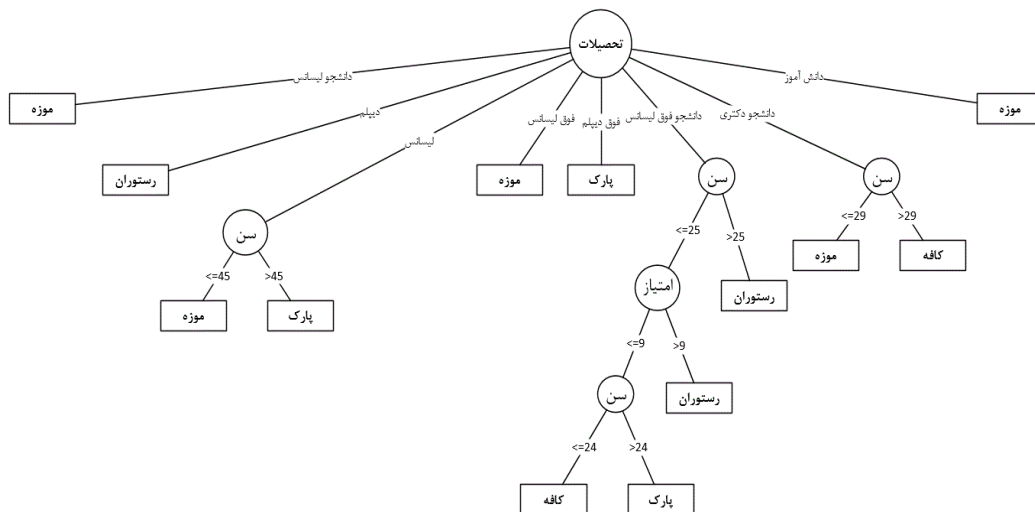 تحصیلات
دانش آموز
دانشجو لیسانس
موزه
موزه
دیپلم
فوق لیسانس
فوق دیپلم
دانشجو فوق لیسانس
دانشجو دکتری
لیسانس
رستوران
موزه
پارک
سن
سن
سن
<=45
>45
<=25
>25
<=29
>29
موزه
کافه
موزه
پارک
امتیاز
رستوران
<=9
>9
سن
رستوران
<=24
>24
کافه
پارک